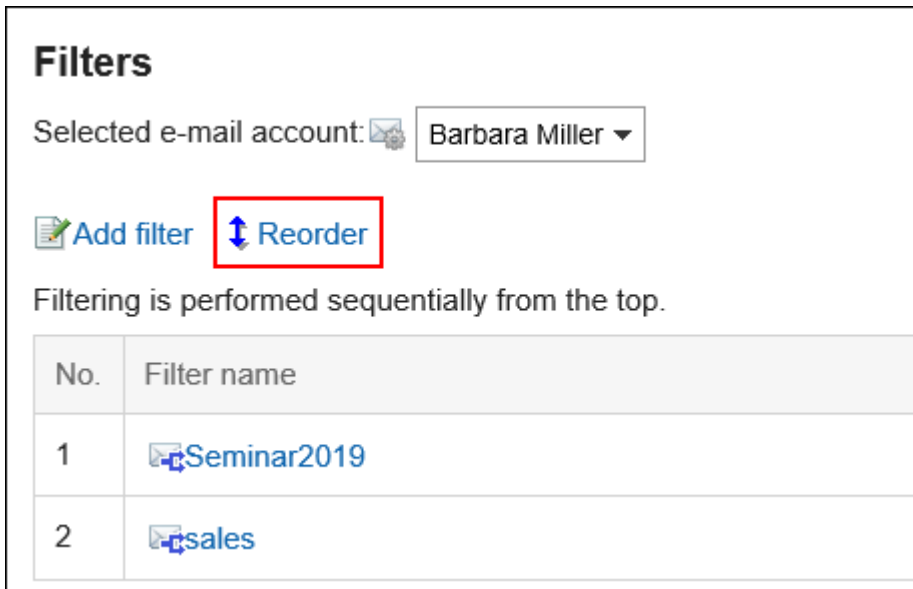 Filters
Selected e-mail account: Barbara Miller
Add filter Reorder
Filtering is performed sequentially from the top.
No. Filter name
1 Seminar2019
2 sales